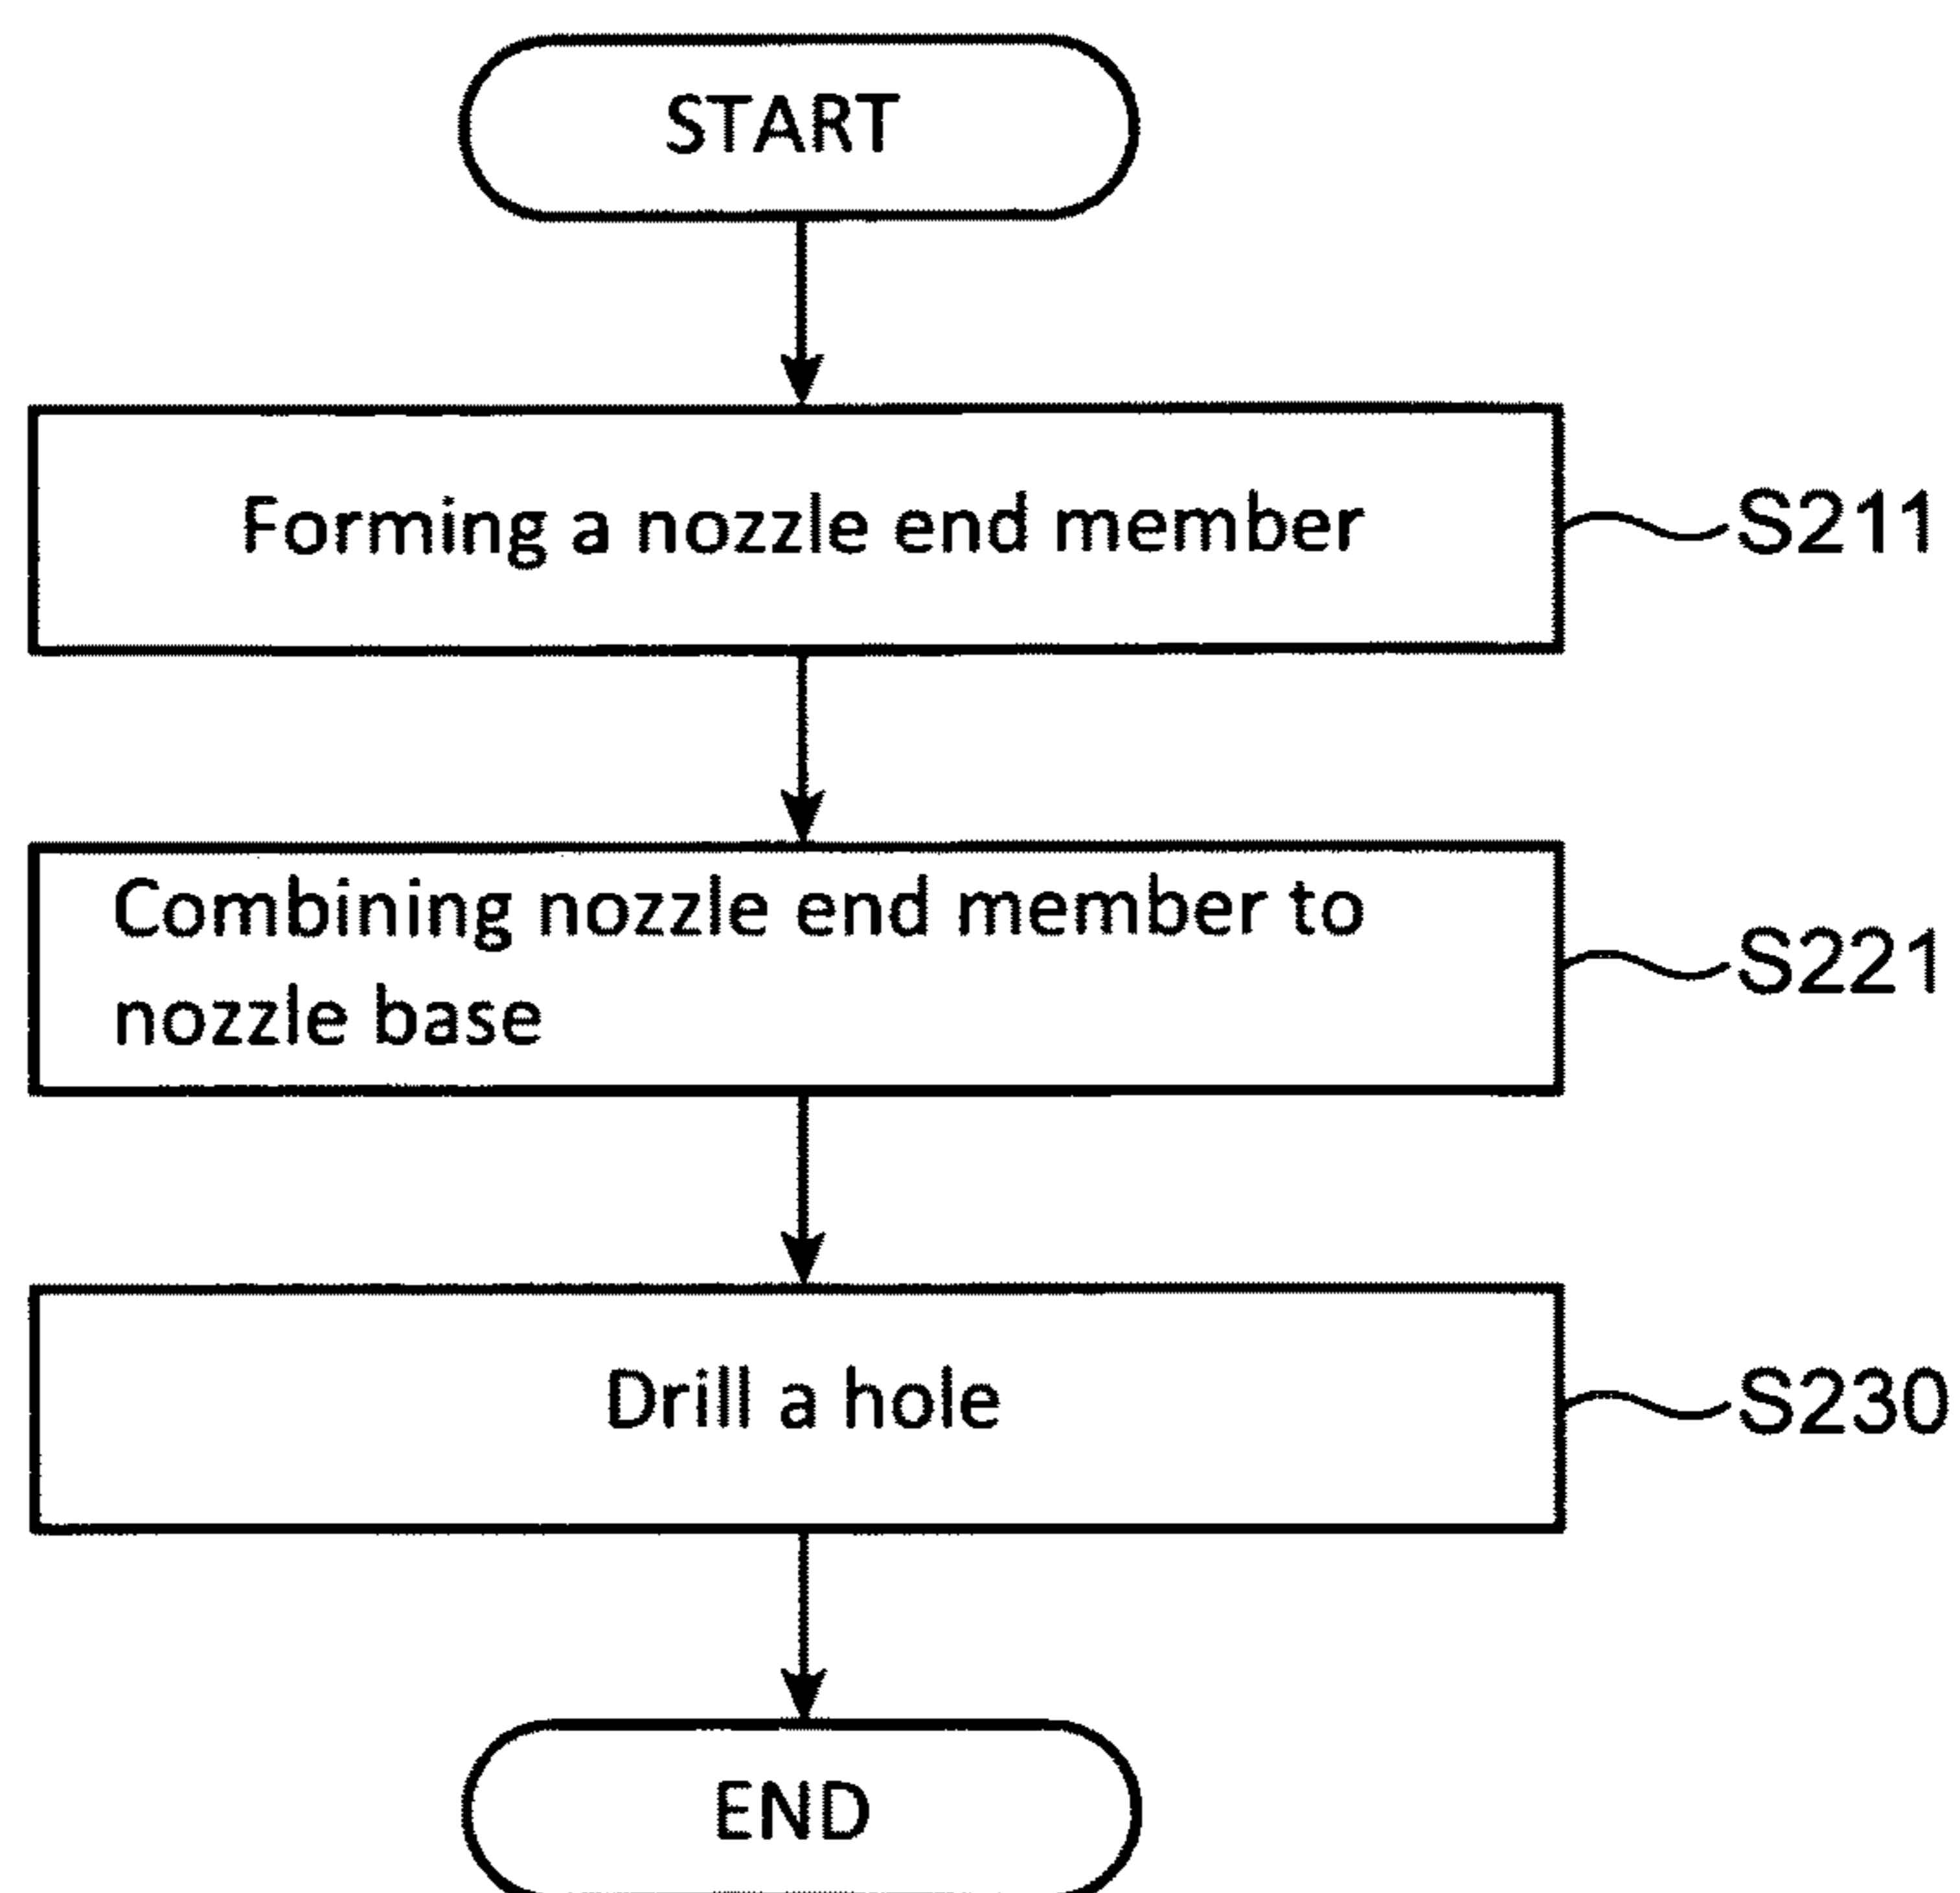 START
Forming a nozzle end member
S211
Combining nozzle end member to
nozzle base
S221
Drill a hole
S230
END